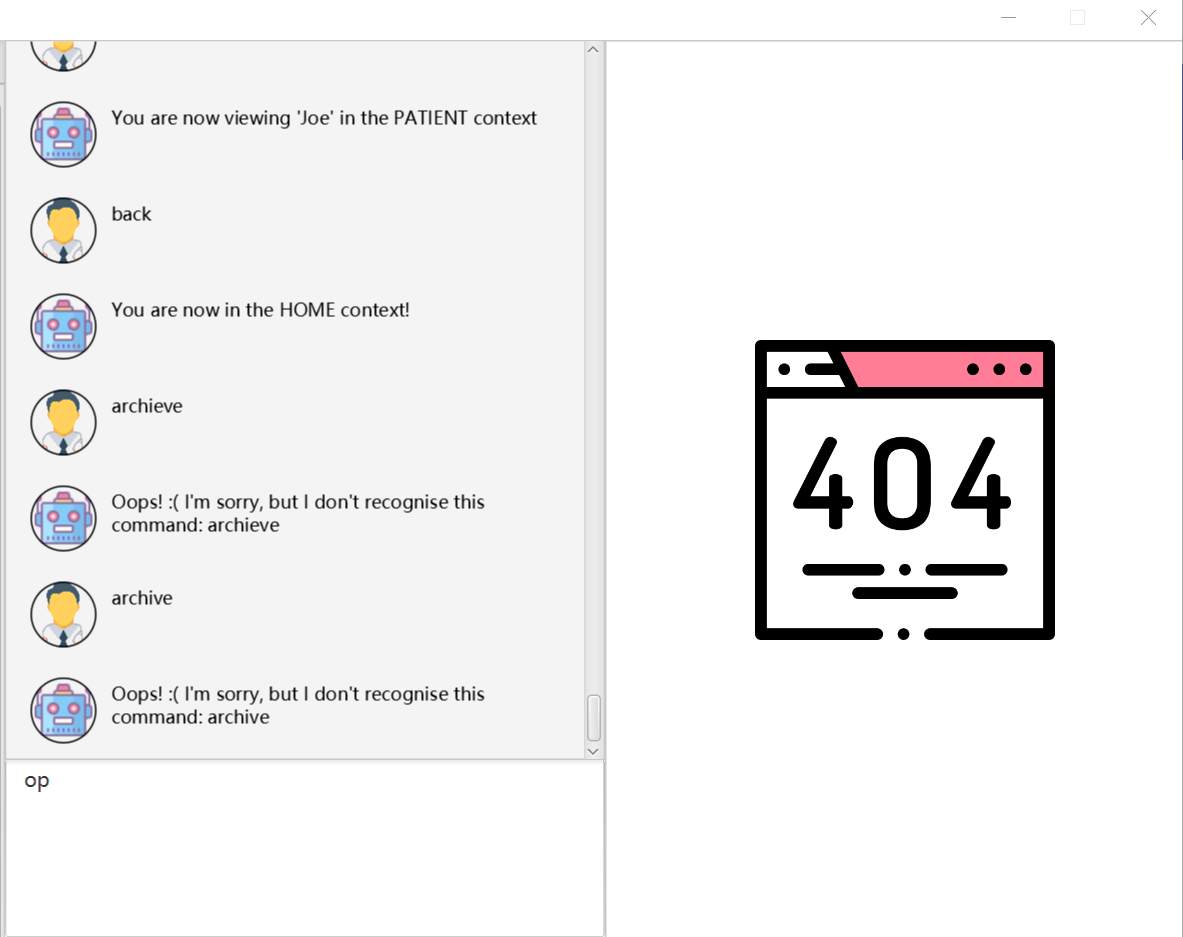 You are now viewing 'Joe' in the PATIENT context
back
You are now in the HOME context!
archieve
Oops! :( I'm sorry, but I don't recognise this
command: archieve
archive
Oops! :( I'm sorry, but I don't recognise this
command: archive
op
404